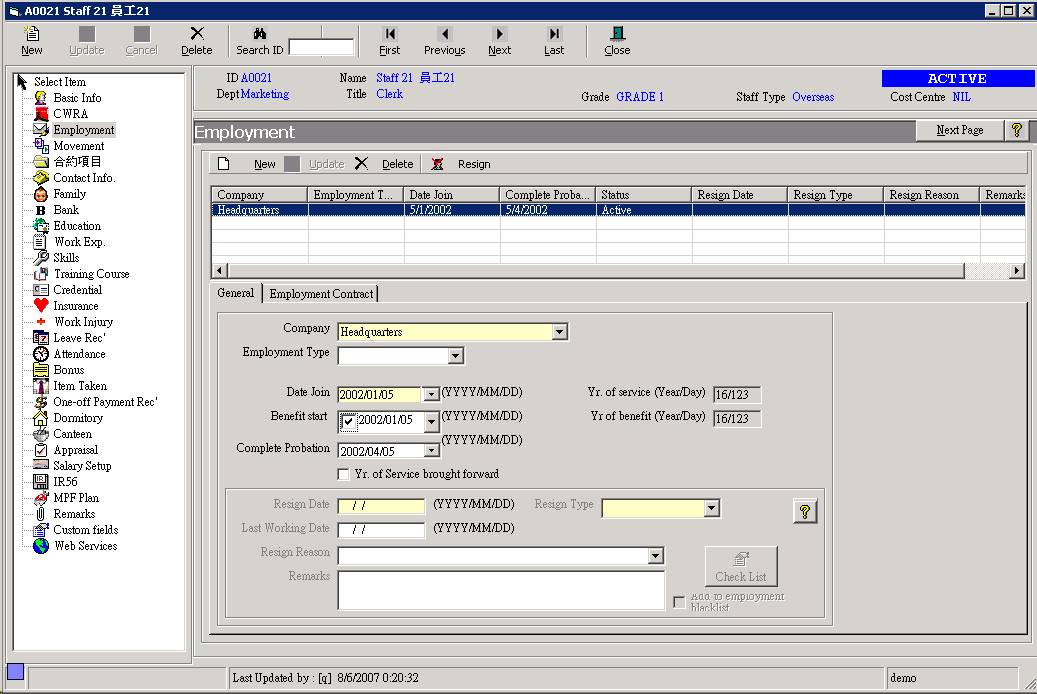 A0021 Staff 21 員工21
New Update Cancel Delete Search ID First Previous Next Last Close
Select Item
Basic Info
CWRA
Employment
Movement
合約項目
Contact Info.
Family
Bank
Education
Work Exp.
Skills
Training Course
Credential
Insurance
Work Injury
Leave Rec'
Attendance
Bonus
Item Taken
One-off Payment Rec'
Dormitory
Canteen
Appraisal
Salary Setup
IR56
MPF Plan
Remarks
Custom fields
Web Services
ID A0021 Name Staff 21 員工21 ACTIVE
Dept Marketing Title Clerk Grade GRADE 1 Staff Type Overseas Cost Centre NIL
Employment Next Page ?
New Update Delete Resign
Company Employment T... Date Join Complete Proba... Status Resign Date Resign Type Resign Reason Remarks
Headquarters 5/1/2002 5/4/2002 Active
General Employment Contract
Company Headquarters
Employment Type
Date Join 2002/01/05 (YYYY/MM/DD) Yr. of service (Year/Day) 16/123
Benefit start 2002/01/05 (YYYY/MM/DD) Yr of benefit (Year/Day) 16/123
(YYYY/MM/DD)
Complete Probation 2002/04/05
Yr. of Service brought forward
Resign Date / / (YYYY/MM/DD) Resign Type ?
Last Working Date / / (YYYY/MM/DD)
Resign Reason
Remarks Check List
Add to employment
blacklist
Last Updated by : [q] 8/6/2007 0:20:32 demo